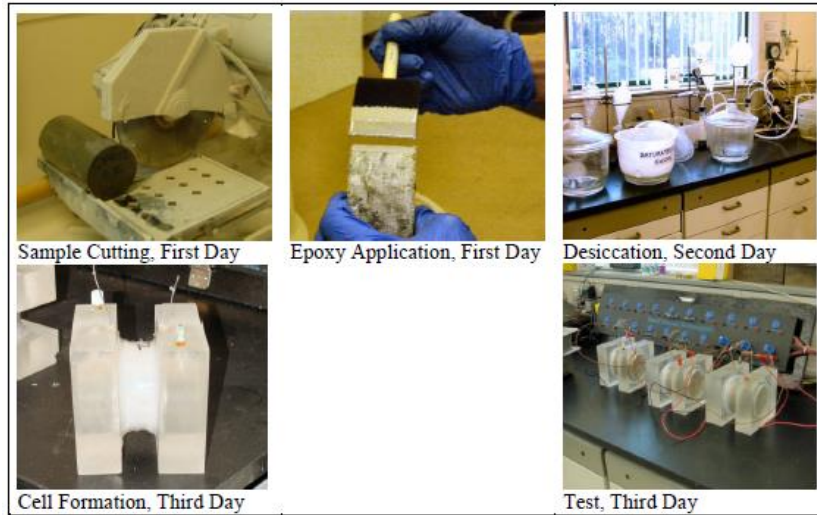 Sample Cutting, First Day
Epoxy Application, First Day
Desiccation, Second Day
Cell Formation, Third Day
Test, Third Day